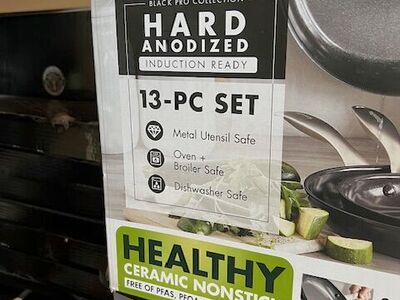 BLACK PRO COLLECTION
HARD
ANODIZED
INDUCTION READY
13-PC SET
Metal Utensil Safe
Oven +
Broiler Safe
Dishwasher Safe
HEALTHY
CERAMIC NONSTICK
FREE OF PFAS, PFOA